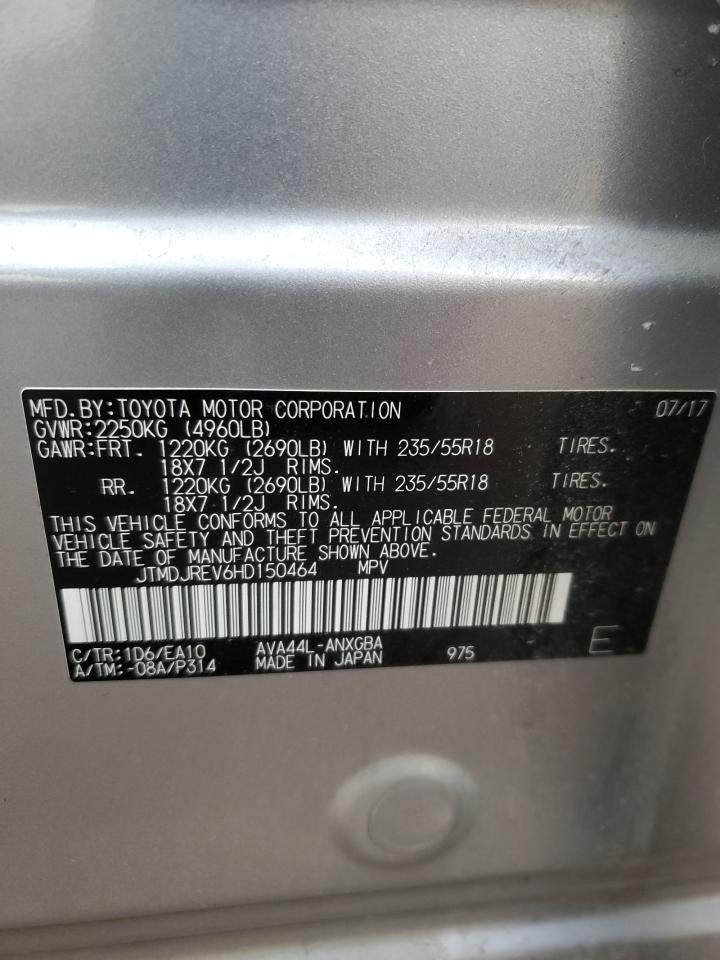 MFD.BY:TOYOTA MOTOR CORPORATION 07/17
GVWR:2250KG (4960LB)
GAWR:FRT. 1220KG (2690LB) WITH 235/55R18 TIRES.
18X7 1/2J RIMS.
RR. 1220KG (2690LB) WITH 235/55R18 TIRES.
18X7 1/2J RIMS.
THIS VEHICLE CONFORMS TO ALL APPLICABLE FEDERAL MOTOR
VEHICLE SAFETY AND THEFT PREVENTION STANDARDS IN EFFECT ON
THE DATE OF MANUFACTURE SHOWN ABOVE.
JTMDJREV6HD150464 MPV
C/TR:1D6/EA10 AVA44L-ANXGBA 975 E
A/TM:-08A/P314 MADE IN JAPAN